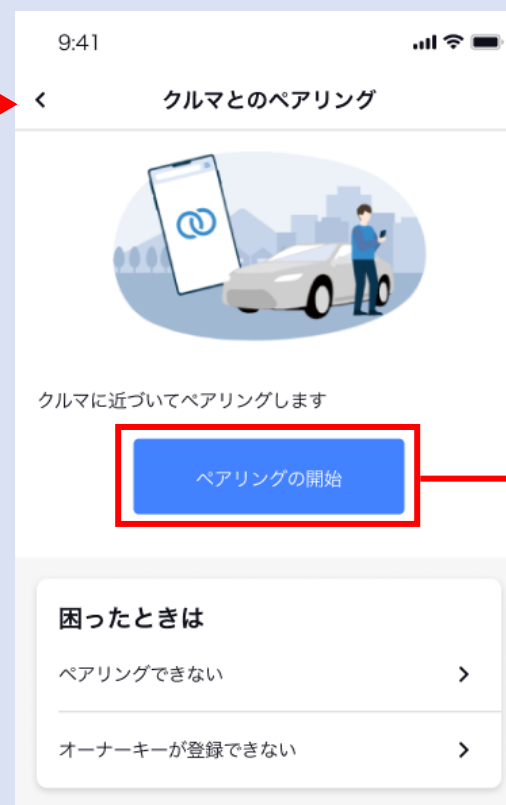 9:41
クルマとのペアリング
クルマに近づいてペアリングします
ペアリングの開始
困ったときは
ペアリングできない
オーナーキーが登録できない